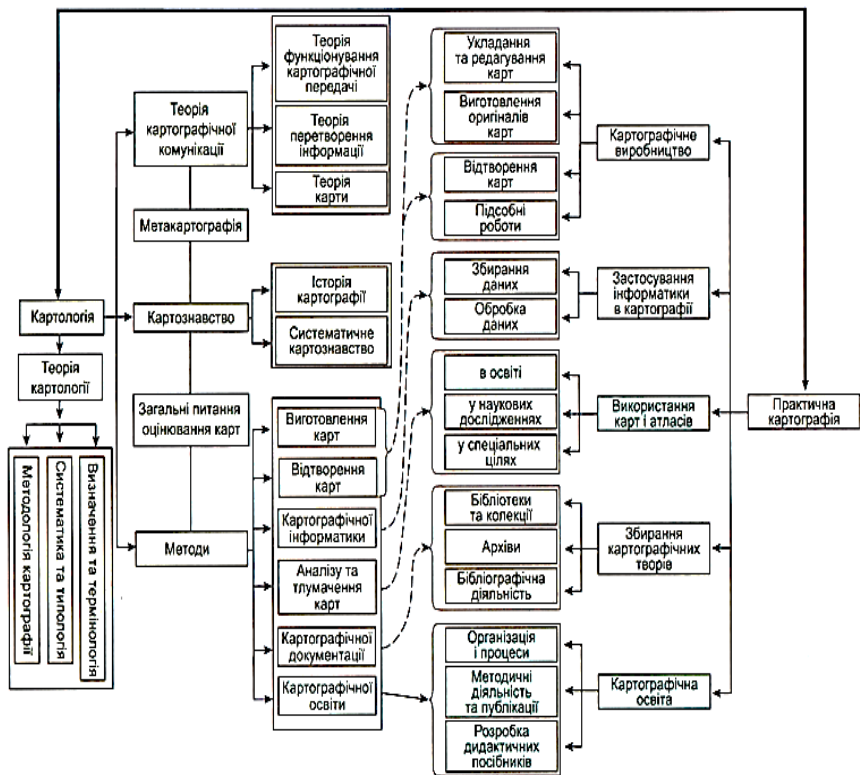 Теорія
функціонування
картографічної
передачі
Теорія
перетворення
інформації
Теорія
карти
Теорія
картографічної
комунікації
Метакартографія
Картологія
Картознавство
Історія
картографії
Систематичне
картознавство
Теорія
картології
Загальні питання
оцінювання карт
Методологія картографії
Систематика та типологія
Визначення та термінологія
Методи
Виготовлення
карт
Відтворення
карт
Картографічної
інформатики
Аналізу та
тлумачення
карт
Картографічної
документації
Картографічної
освіти
Укладання
та редагування
карт
Виготовлення
оригіналів
карт
Відтворення
карт
Підсобні
роботи
Збирання
даних
Обробка
даних
в освіті
у наукових
дослідженнях
у спеціальних
цілях
Бібліотеки
та колекції
Архіви
Бібліографічна
діяльність
Організація
і процеси
Методичні
діяльність
та публікації
Розробка
дидактичних
посібників
Картографічне
виробництво
Застосування
інформатики
в картографії
Використання
карт і атласів
Збирання
картографічних
творів
Картографічна
освіта
Практична
картографія